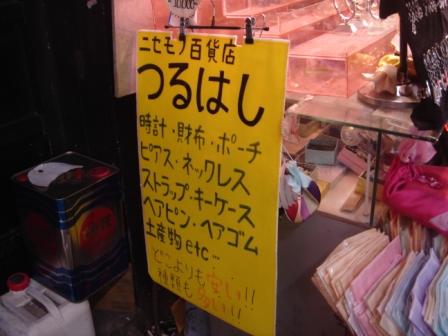 10,000-
ニセモノ百貨店
つるはし
時計・財布・ポーチ
ピアス・ネックレス
ストラップ・キーケース
ヘアピン・ヘアゴム
土産物etc…
どこよりも安い!!
種類も多い!!